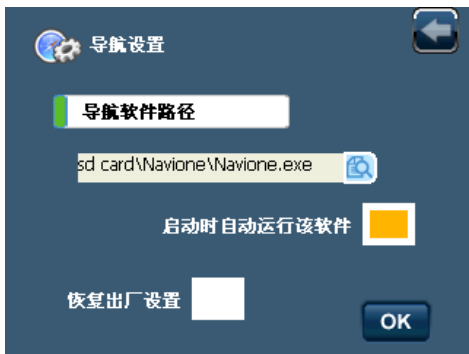 导航设置
导航软件路径
sd card\Navione\Navione.exe
启动时自动运行该软件
恢复出厂设置
OK